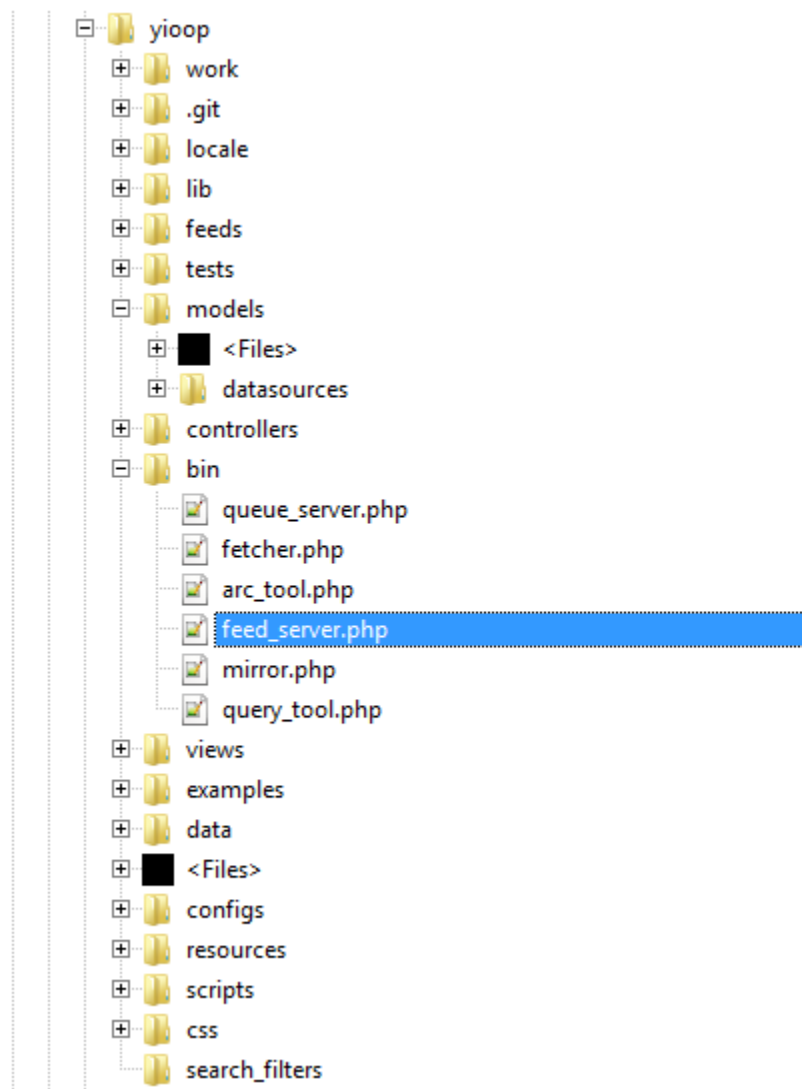 yioop
work
.git
locale
lib
feeds
tests
models
<Files>
datasources
controllers
bin
queue_server.php
fetcher.php
arc_tool.php
feed_server.php
mirror.php
query_tool.php
views
examples
data
<Files>
configs
resources
scripts
css
search_filters